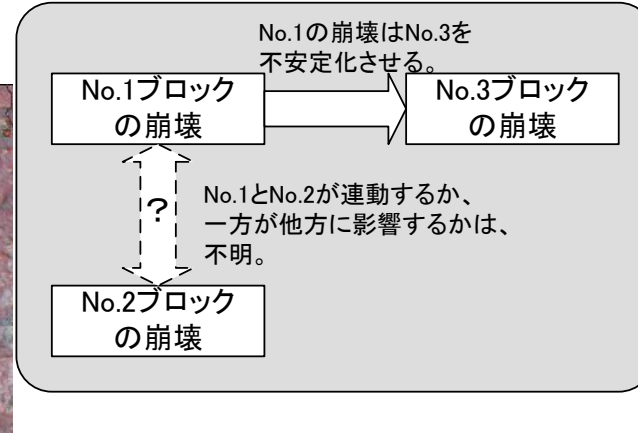 No.1の崩壊はNo.3を
不安定化させる。
No.1ブロック
の崩壊
No.3ブロック
の崩壊
?
No.1とNo.2が連動するか、
一方が他方に影響するかは、
不明。
No.2ブロック
の崩壊